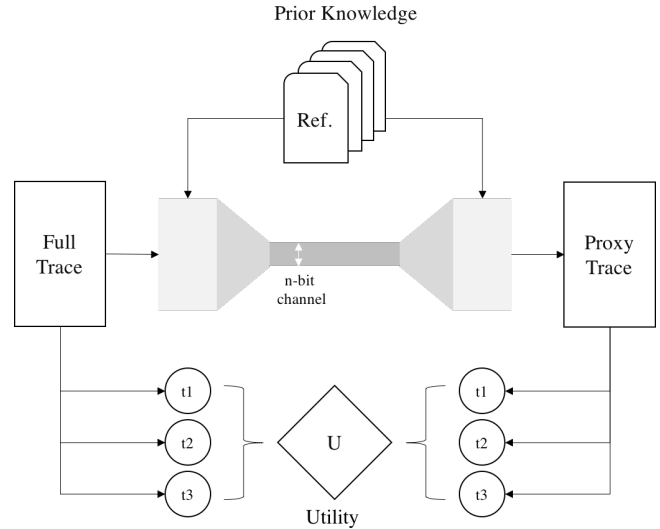 Prior Knowledge
Ref.
Full
Trace
n-bit
channel
Proxy
Trace
t1
t2
t3
U
Utility
t1
t2
t3